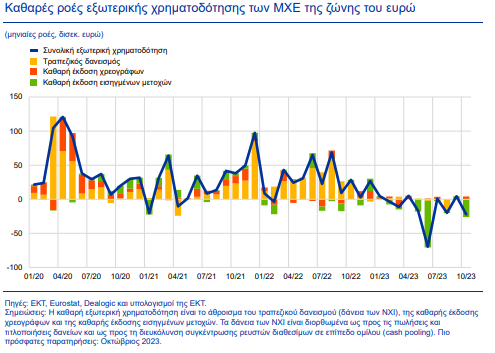 Καθαρές ροές εξωτερικής χρηματοδότησης των ΜΧΕ της ζώνης του ευρώ
(μηνιαίες ροές, δισεκ. ευρώ)
Συνολική εξωτερική χρηματοδότηση
Τραπεζικός δανεισμός
Καθαρή έκδοση χρεογράφων
Καθαρή έκδοση εισηγμένων μετοχών
150
100
50
0
-50
-100
01/20 04/20 07/20 10/20 01/21 04/21 07/21 10/21 01/22 04/22 07/22 10/22 01/23 04/23 07/23 10/23
Πηγές: ΕΚΤ, Eurostat, Dealogic και υπολογισμοί της ΕΚΤ.
Σημειώσεις: Η καθαρή εξωτερική χρηματοδότηση είναι το άθροισμα του τραπεζικού δανεισμού (δάνεια των ΝΧΙ), της καθαρής έκδοσης
χρεογράφων και της καθαρής έκδοσης εισηγμένων μετοχών. Τα δάνεια των ΝΧΙ είναι διορθωμένα ως προς τις πωλήσεις και
τιτλοποιήσεις δανείων και ως προς τη διευκόλυνση συγκέντρωσης ρευστών διαθεσίμων σε επίπεδο ομίλου (cash pooling). Πιο
πρόσφατες παρατηρήσεις: Οκτώβριος 2023.